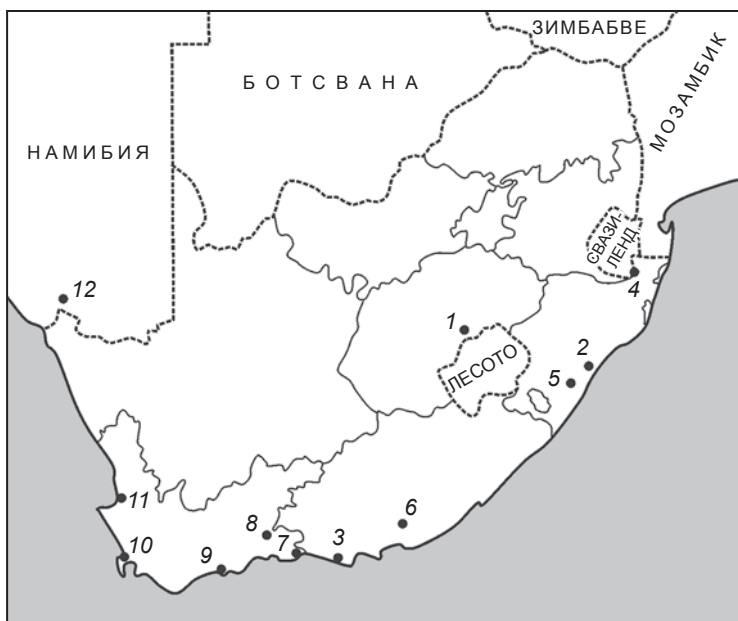 ЗИМБАБВЕ
БОТСВАНА
МОЗАМБИК
НАМИБИЯ
СВАЗИ-
ЛЕНД
4
12
1
ЛЕСОТО
2
5
11
6
8
7
3
10
9